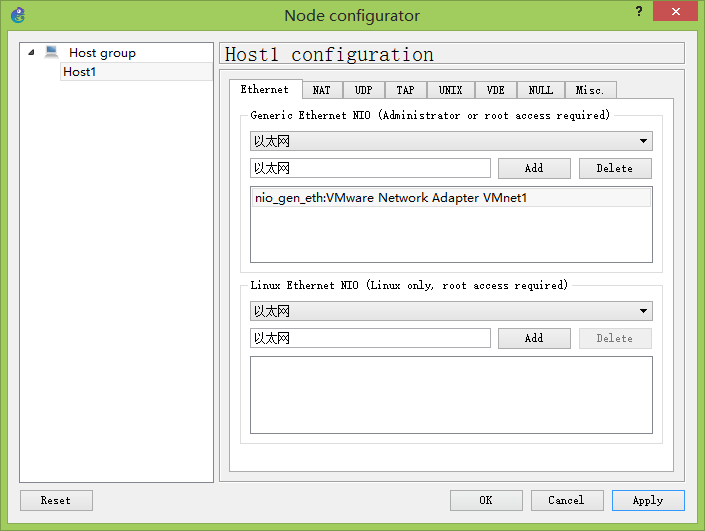 Node configurator
?
Host group
Host1
Host1 configuration
Ethernet NAT UDP TAP UNIX VDE NULL Misc.
Generic Ethernet NIO (Administrator or root access required)
以太网
以太网 Add Delete
nio_gen_eth:VMware Network Adapter VMnet1
Linux Ethernet NIO (Linux only, root access required)
以太网
以太网 Add Delete
Reset OK Cancel Apply